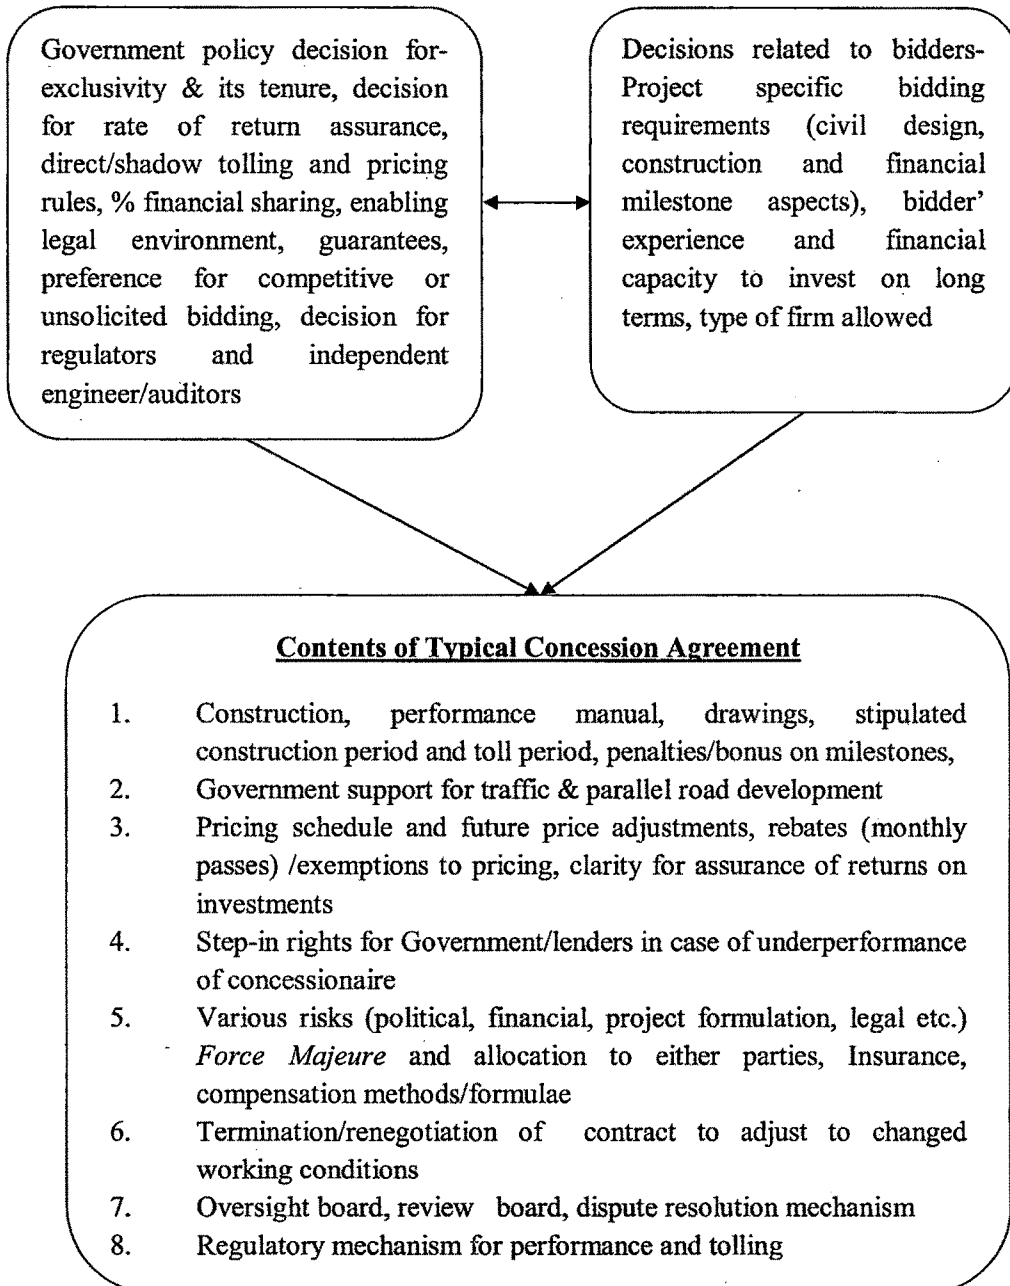 Government policy decision for-
exclusivity & its tenure, decision
for rate of return assurance,
direct/shadow tolling and pricing
rules, % financial sharing, enabling
legal environment, guarantees,
preference for competitive or
unsolicited bidding, decision for
regulators and independent
engineer/auditors
Decisions related to bidders-
Project specific bidding
requirements (civil design,
construction and financial
milestone aspects), bidder'
experience and financial
capacity to invest on long
terms, type of firm allowed
Contents of Typical Concession Agreement
1. Construction, performance manual, drawings, stipulated
construction period and toll period, penalties/bonus on milestones,
2. Government support for traffic & parallel road development
3. Pricing schedule and future price adjustments, rebates (monthly
passes) /exemptions to pricing, clarity for assurance of returns on
investments
4. Step-in rights for Government/lenders in case of underperformance
of concessionaire
5. Various risks (political, financial, project formulation, legal etc.)
Force Majeure and allocation to either parties, Insurance,
compensation methods/formulae
6. Termination/renegotiation of contract to adjust to changed
working conditions
7. Oversight board, review board, dispute resolution mechanism
8. Regulatory mechanism for performance and tolling